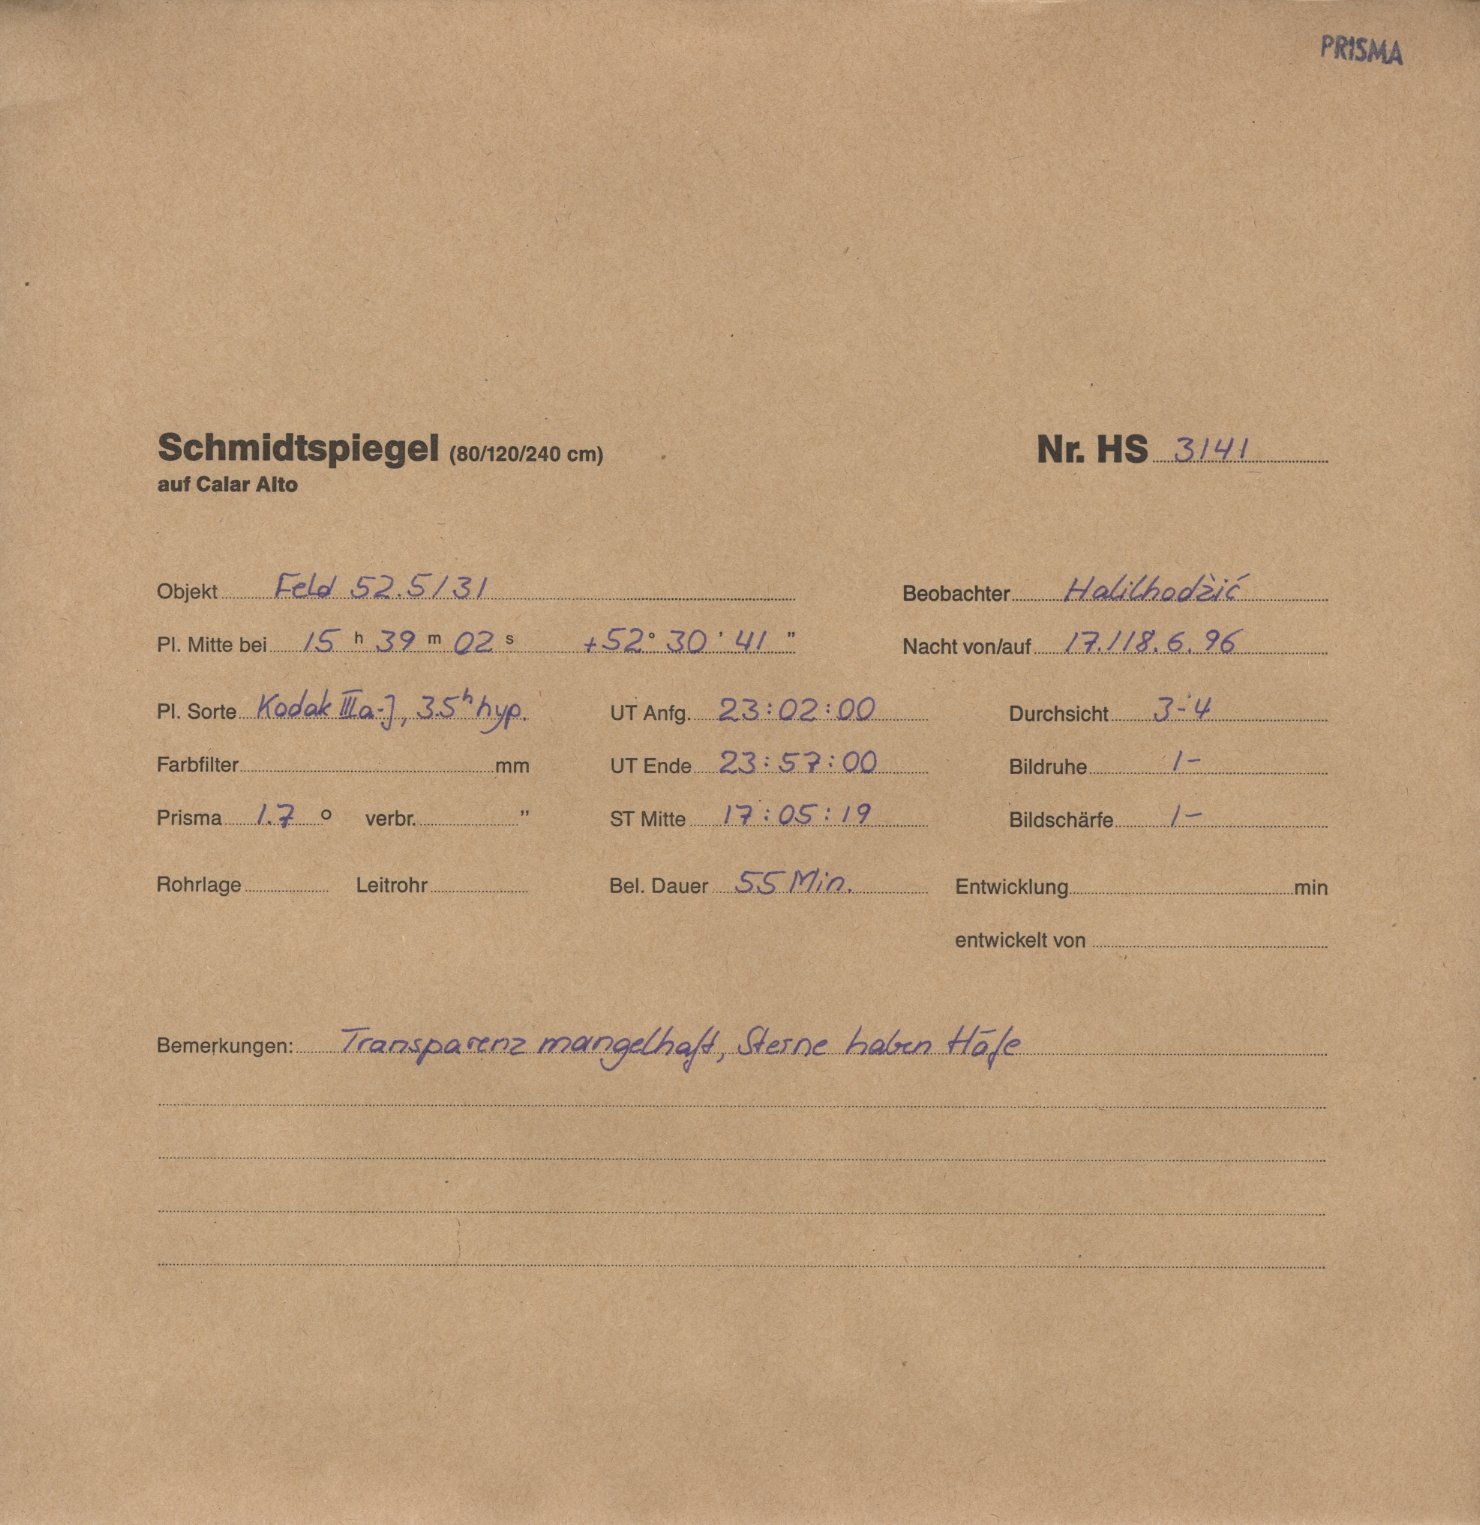 PRISMA
Schmidtspiegel (80/120/240 cm) Nr. HS 3141
auf Calar Alto
Objekt Feld 52.5/31 Beobachter Halilhodžić
Pl. Mitte bei 15 h 39 m 02 s +52° 30 ' 41 " Nacht von/auf 17./18.6.96
Pl. Sorte Kodak IIIa-J, 3.5h hyp. UT Anfg. 23:02:00 Durchsicht 3-4
Farbfilter mm UT Ende 23:57:00 Bildruhe 1-
Prisma 1.7 ° verbr. " ST Mitte 17:05:19 Bildschärfe 1-
Rohrlage Leitrohr Bel. Dauer 55 Min. Entwicklung min
entwickelt von
Bemerkungen: Transparenz mangelhaft, Sterne haben Höfe